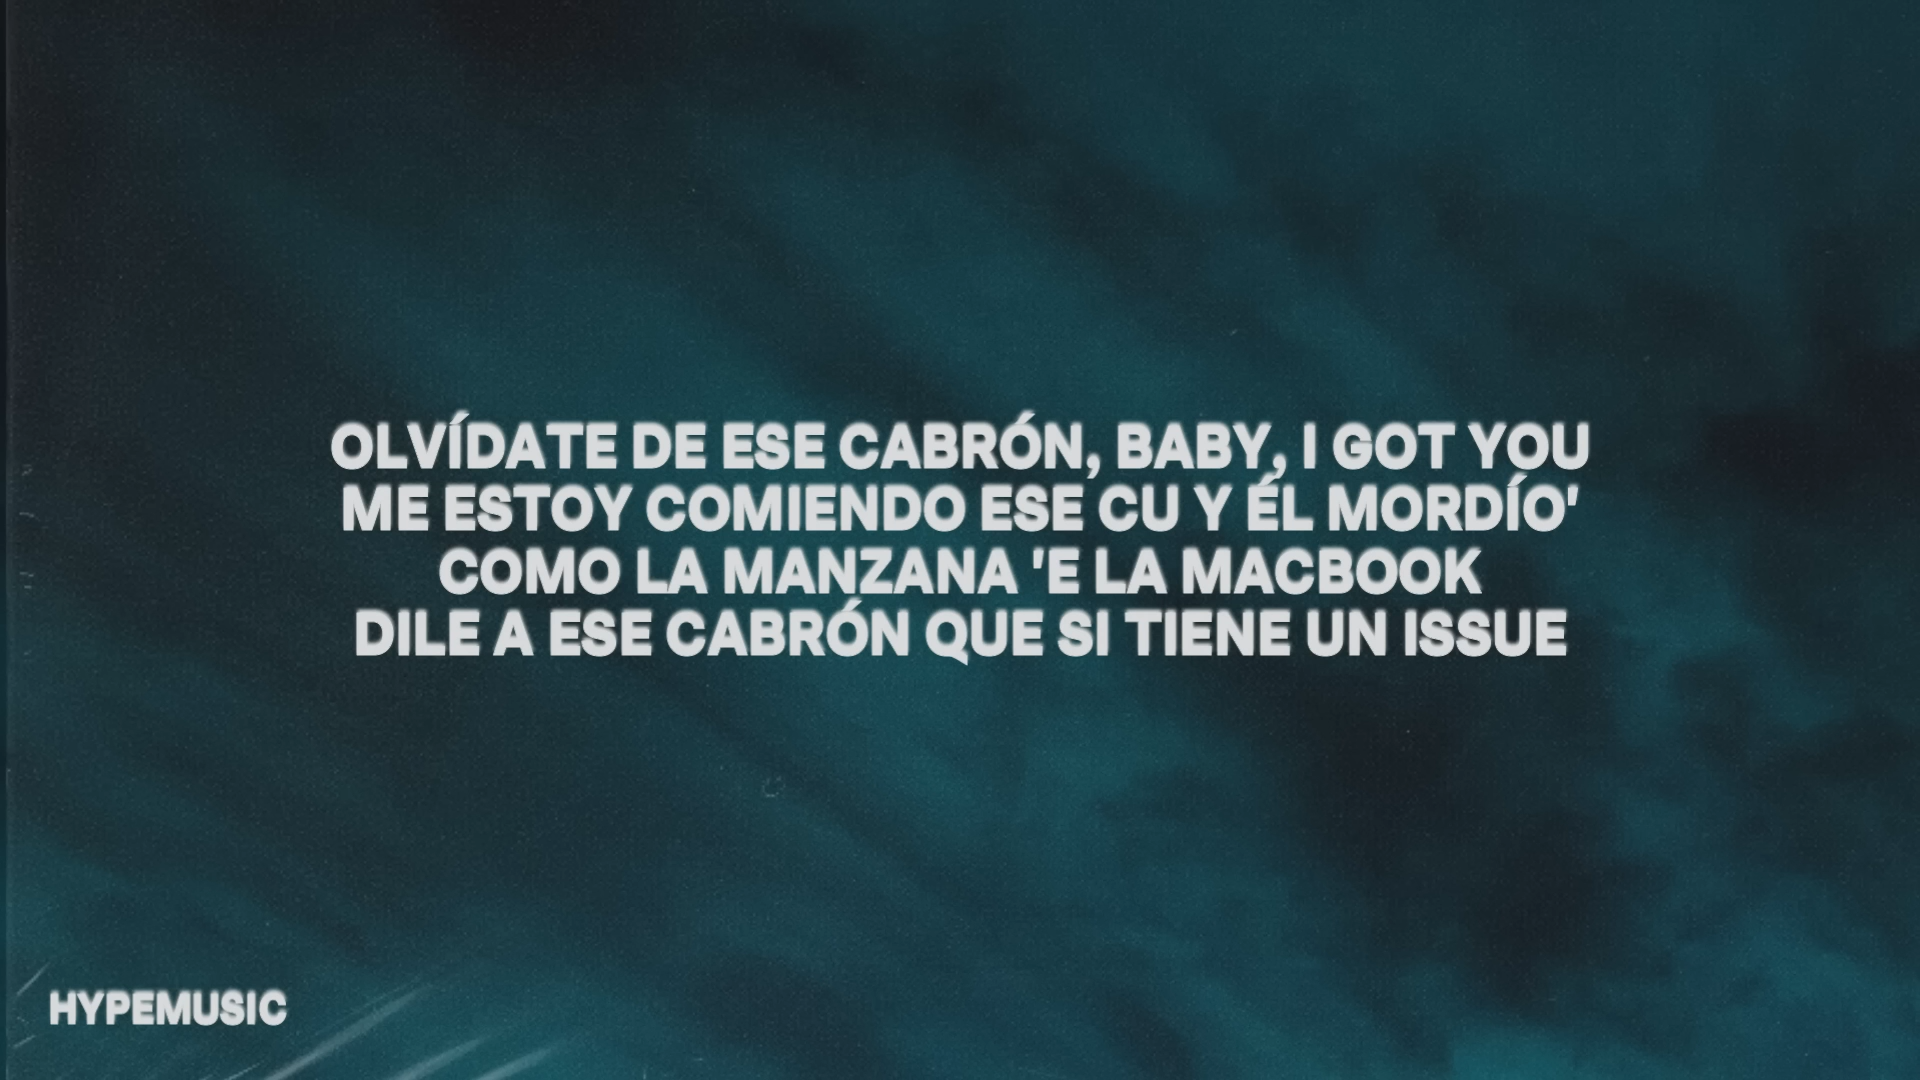 OLVÍDATE DE ESE CABRÓN, BABY, I GOT YOU
ME ESTOY COMIENDO ESE CU Y ÉL MORDÍO'
COMO LA MANZANA 'E LA MACBOOK
DILE A ESE CABRÓN QUE SI TIENE UN ISSUE
HYPEMUSIC